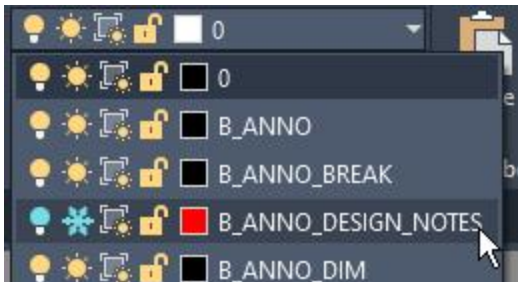 0
0
B_ANNO
B_ANNO_BREAK
B_ANNO_DESIGN_NOTES
B_ANNO_DIM